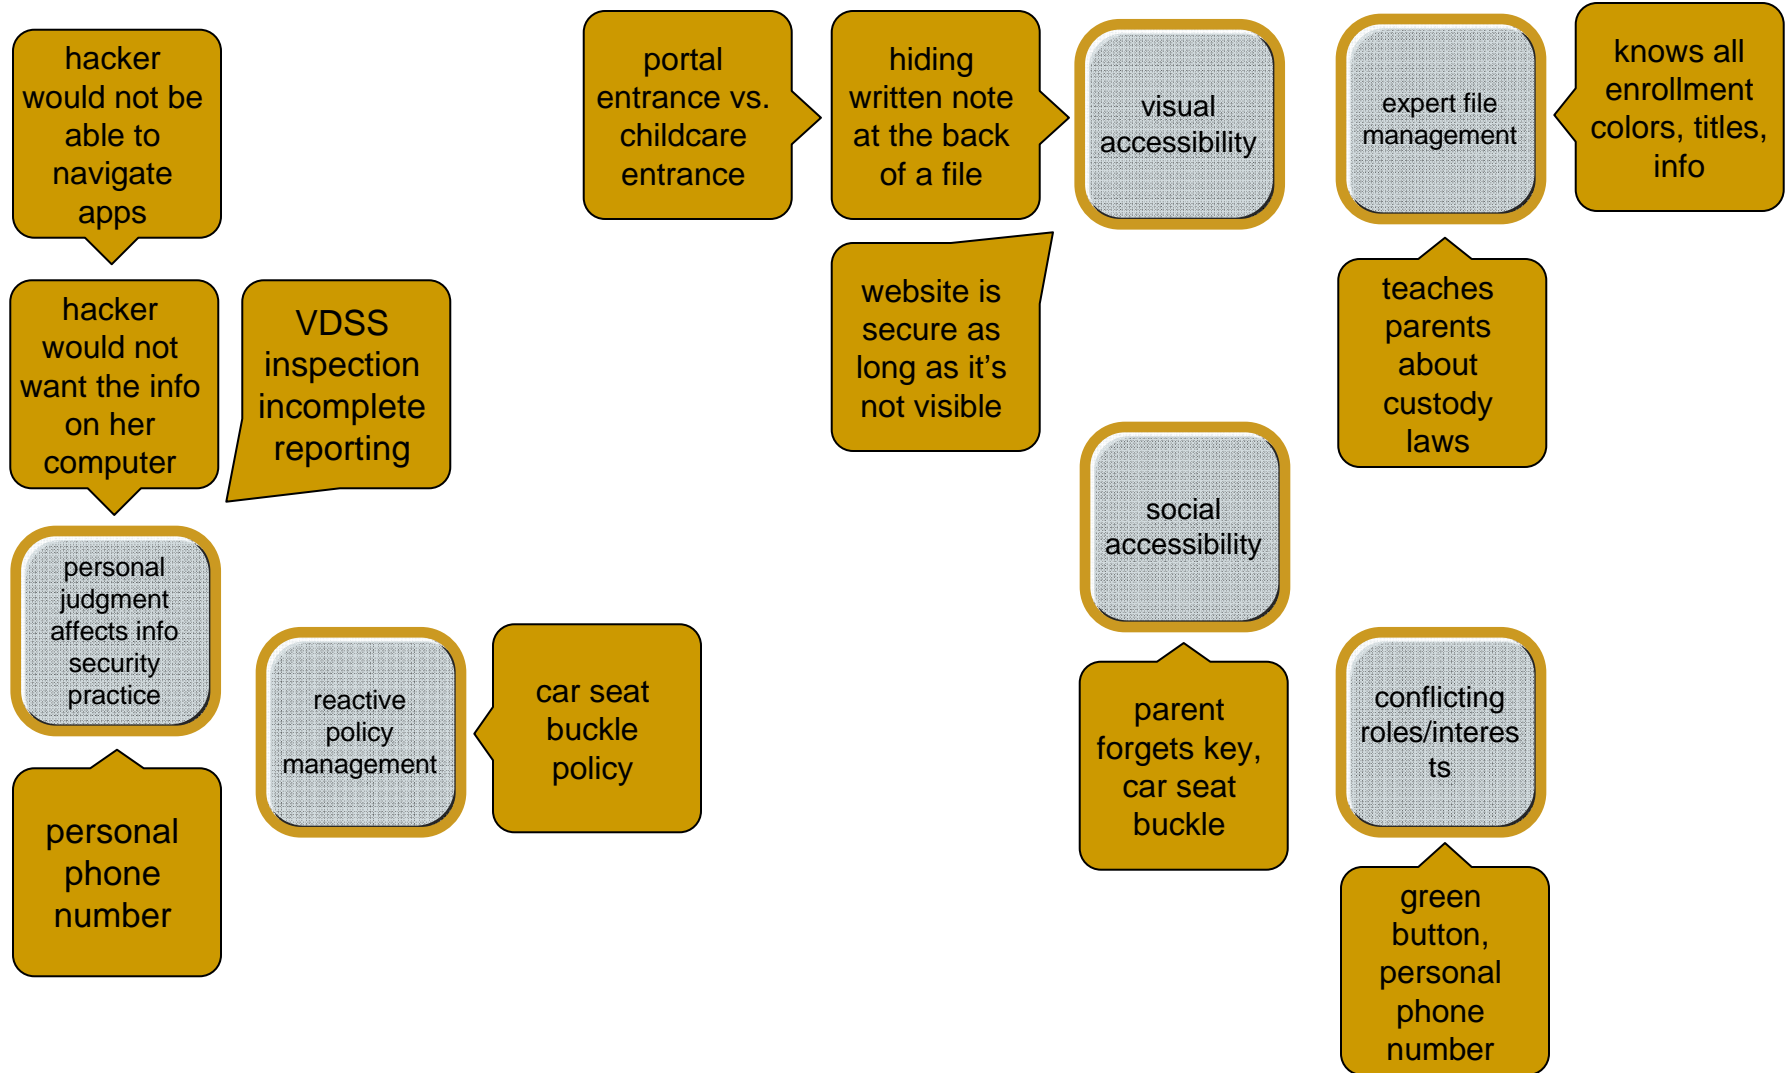 hacker
would not be
able to
navigate
apps
portal
entrance vs.
childcare
entrance
hiding
written note
at the back
of a file
visual
accessibility
expert file
management
knows all
enrollment
colors, titles,
info
hacker
would not
want the info
on her
computer
VDSS
inspection
incomplete
reporting
website is
secure as
long as it’s
not visible
teaches
parents
about
custody
laws
social
accessibility
personal
judgment
affects info
security
practice
reactive
policy
management
car seat
buckle
policy
parent
forgets key,
car seat
buckle
conflicting
roles/interes
ts
personal
phone
number
green
button,
personal
phone
number